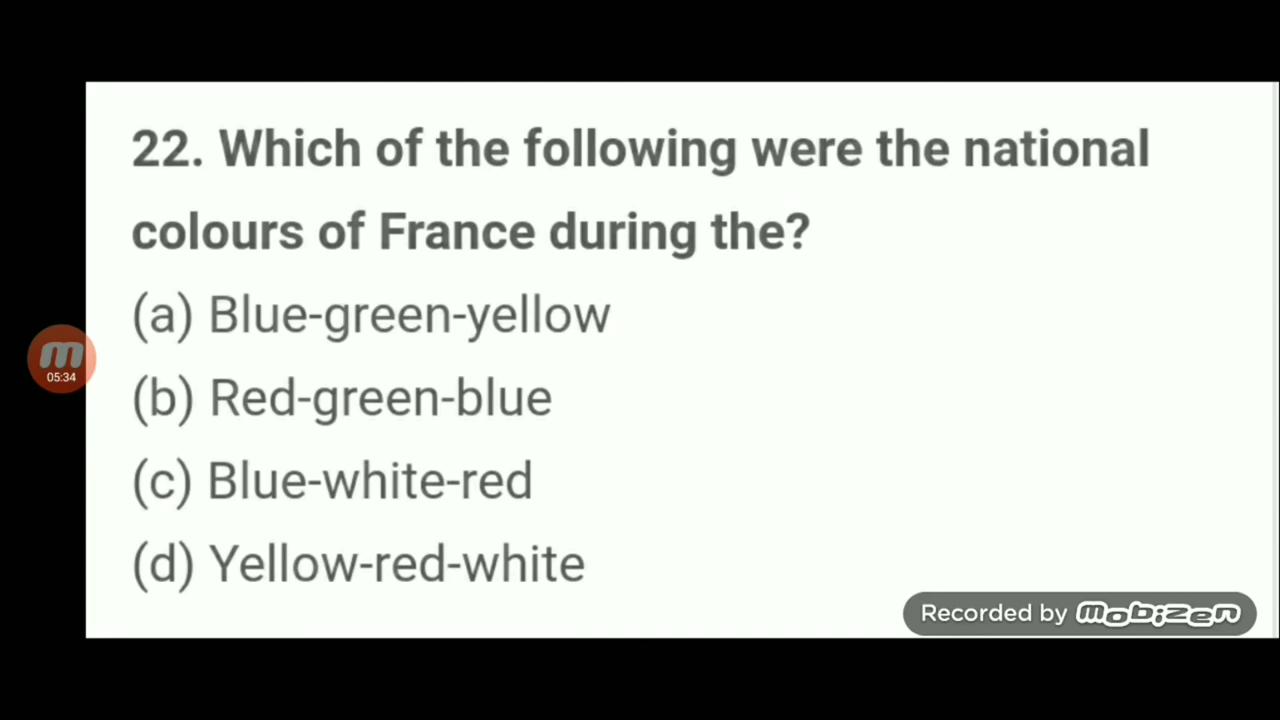 22. Which of the following were the national
colours of France during the?
(a) Blue-green-yellow
(b) Red-green-blue
(c) Blue-white-red
(d) Yellow-red-white
m
05:34
Recorded by mobizen